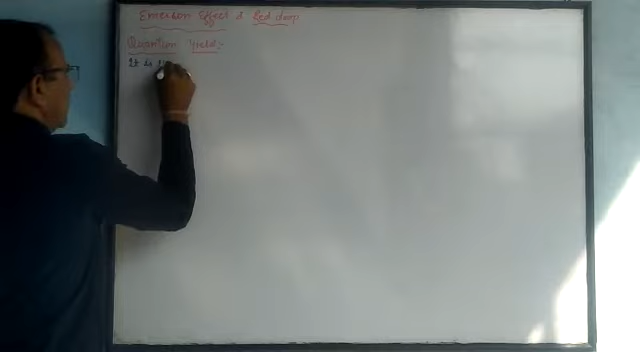 Emerson Effect & Red drop
Quantum Yield:-
It is